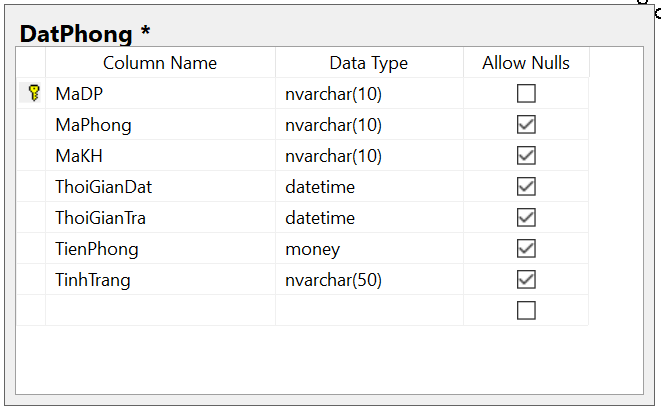 DatPhong *
Column Name Data Type Allow Nulls
MaDP nvarchar(10)
MaPhong nvarchar(10)
MaKH nvarchar(10)
ThoiGianDat datetime
ThoiGianTra datetime
TienPhong money
TinhTrang nvarchar(50)